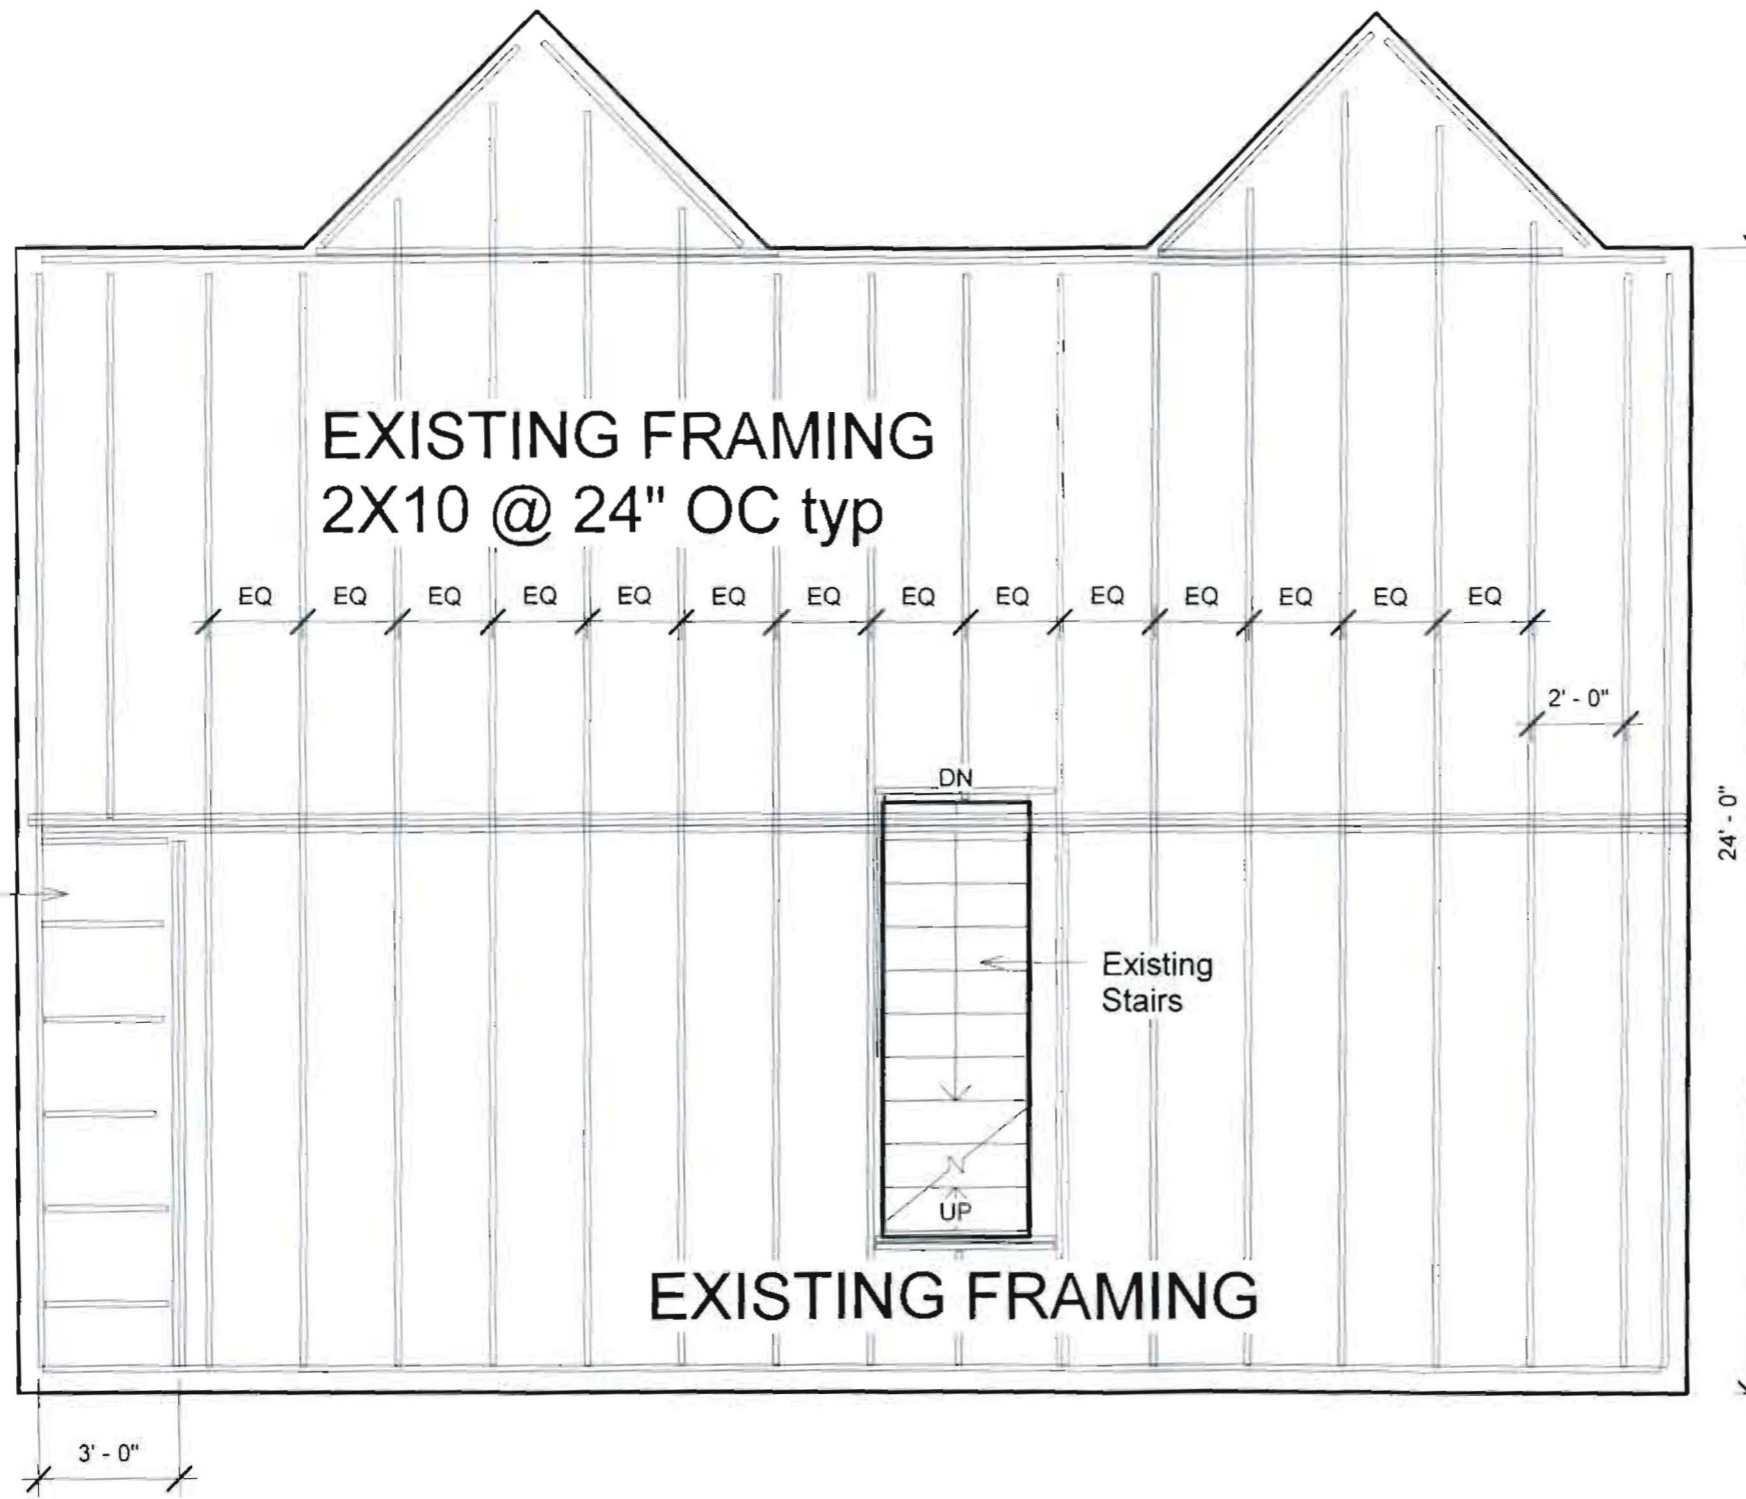 EXISTING FRAMING
2X10 @ 24" OC typ
EQ EQ EQ EQ EQ EQ EQ EQ EQ EQ EQ EQ EQ EQ
2' - 0"
DN
24' - 0"
Existing
Stairs
N
UP
EXISTING FRAMING
3' - 0"